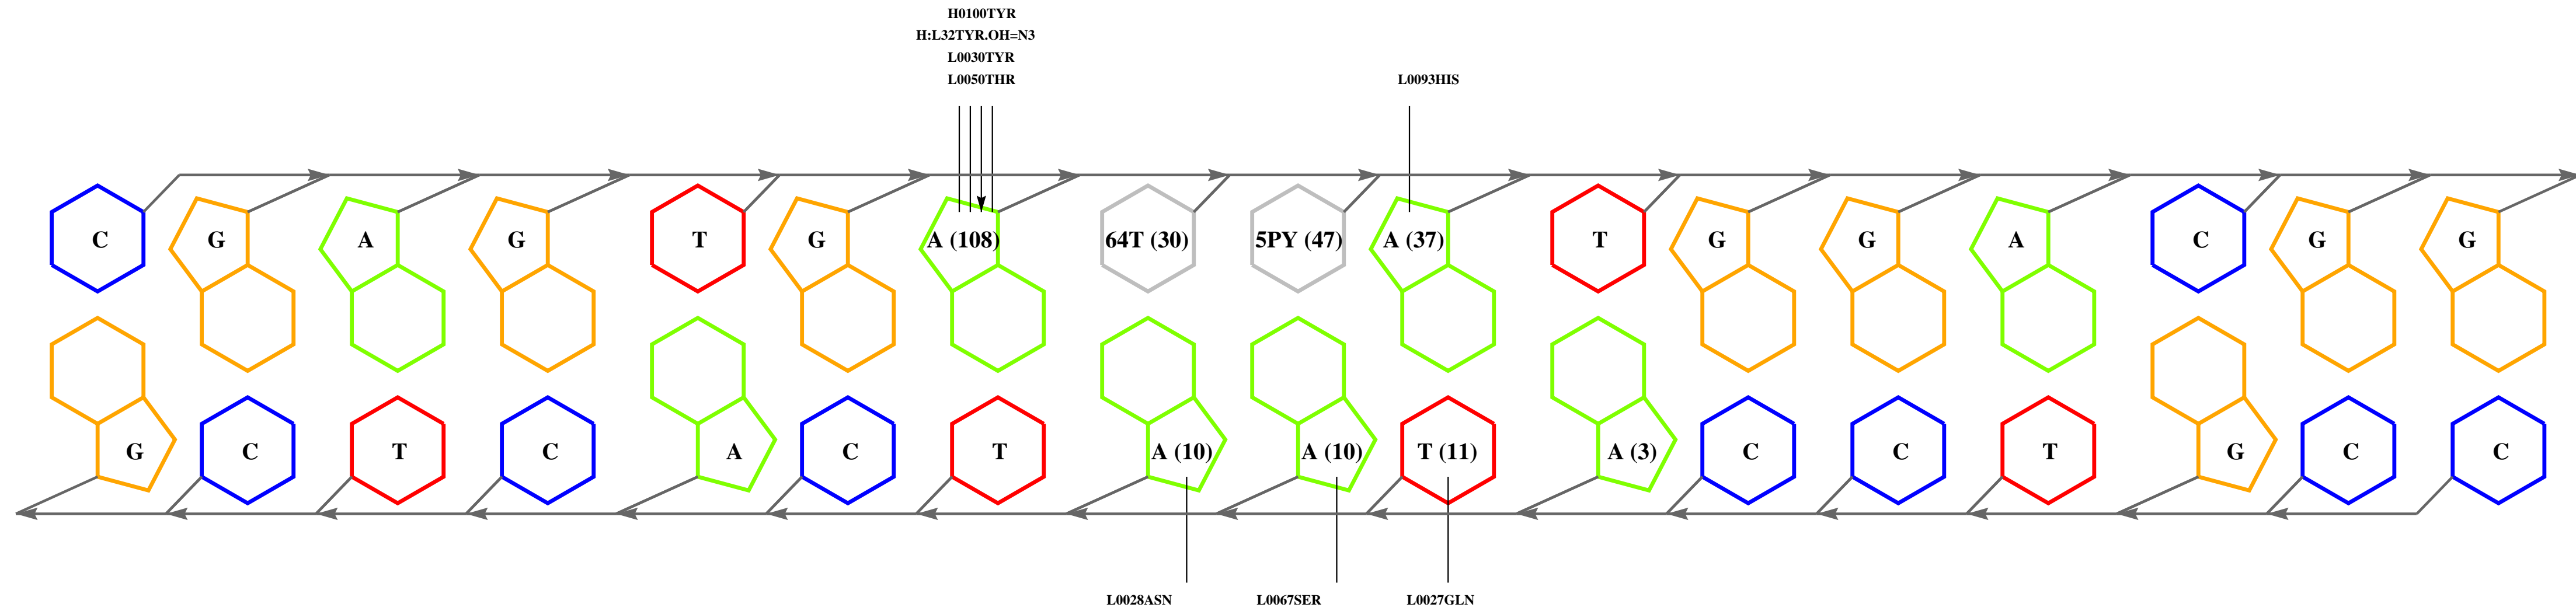 H0100TYR
H:L32TYR.OH=N3
L0030TYR
L0050THR
L0093HIS
C G A G T G A (108) 64T (30) 5PY (47) A (37) T G G A C G G
G C T C A C T A (10) A (10) T (11) A (3) C C T G C C
L0028ASN L0067SER L0027GLN